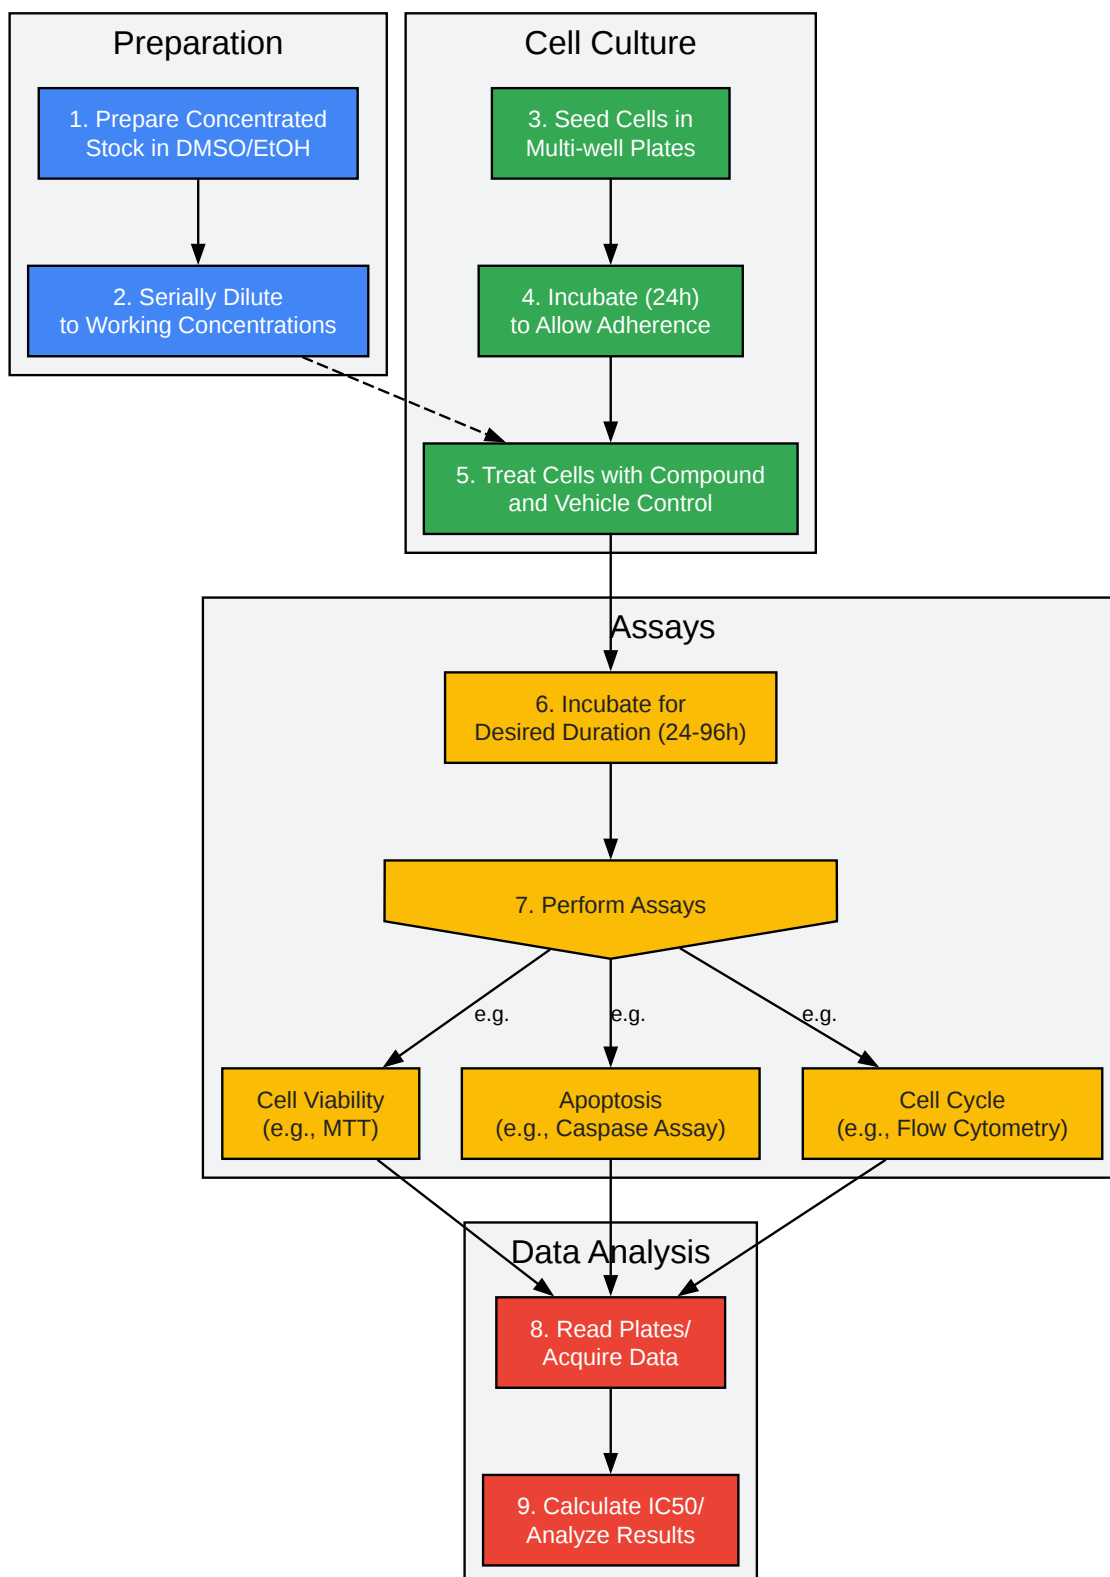 Preparation
1. Prepare Concentrated
Stock in DMSO/EtOH
2. Serially Dilute
to Working Concentrations
Cell Culture
3. Seed Cells in
Multi-well Plates
4. Incubate (24h)
to Allow Adherence
5. Treat Cells with Compound
and Vehicle Control
Assays
6. Incubate for
Desired Duration (24-96h)
7. Perform Assays
e.g.
e.g.
e.g.
Cell Viability
(e.g., MTT)
Apoptosis
(e.g., Caspase Assay)
Cell Cycle
(e.g., Flow Cytometry)
Data Analysis
8. Read Plates/
Acquire Data
9. Calculate IC50/
Analyze Results